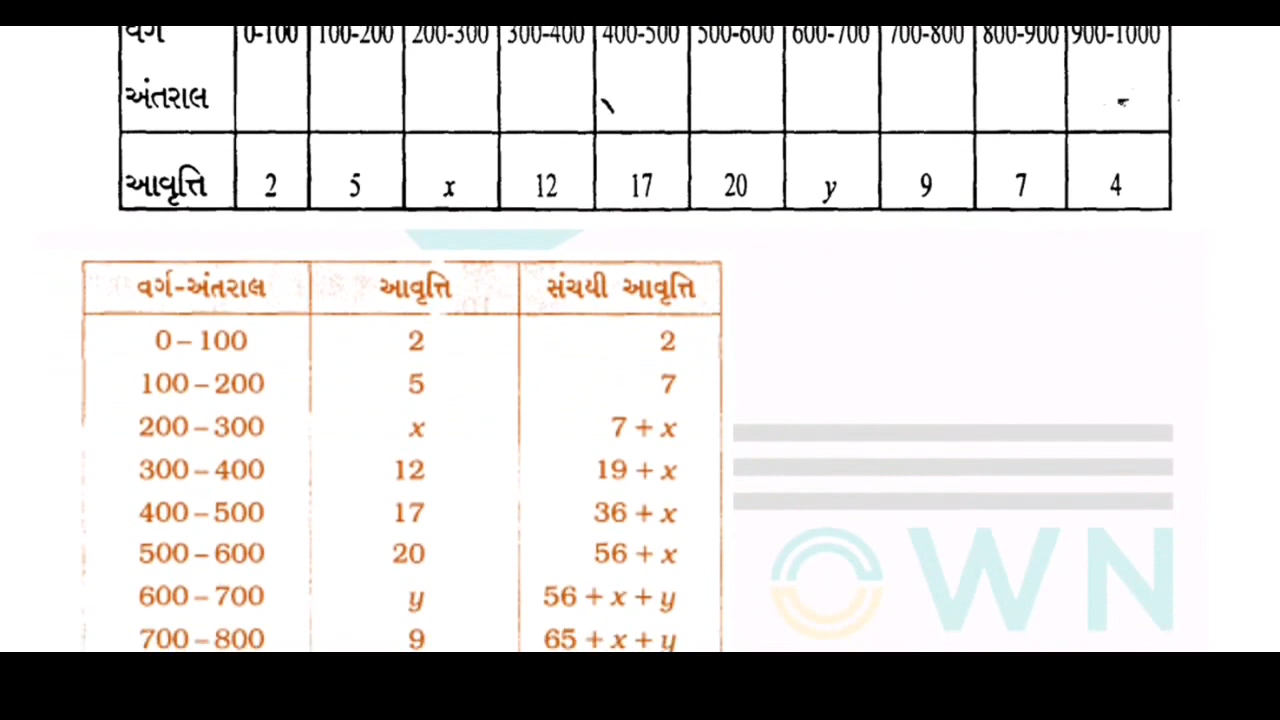 વર્ગ 0-100 100-200 200-300 300-400 400-500 500-600 600-700 700-800 800-900 900-1000
અંતરાલ
આવૃત્તિ 2 5 x 12 17 20 y 9 7 4
વર્ગ-અંતરાલ આવૃત્તિ સંચયી આવૃત્તિ
0 – 100 2 2
100 – 200 5 7
200 – 300 x 7 + x
300 – 400 12 19 + x
400 – 500 17 36 + x
500 – 600 20 56 + x
600 – 700 y 56 + x + y
700 – 800 9 65 + x + y
OWN